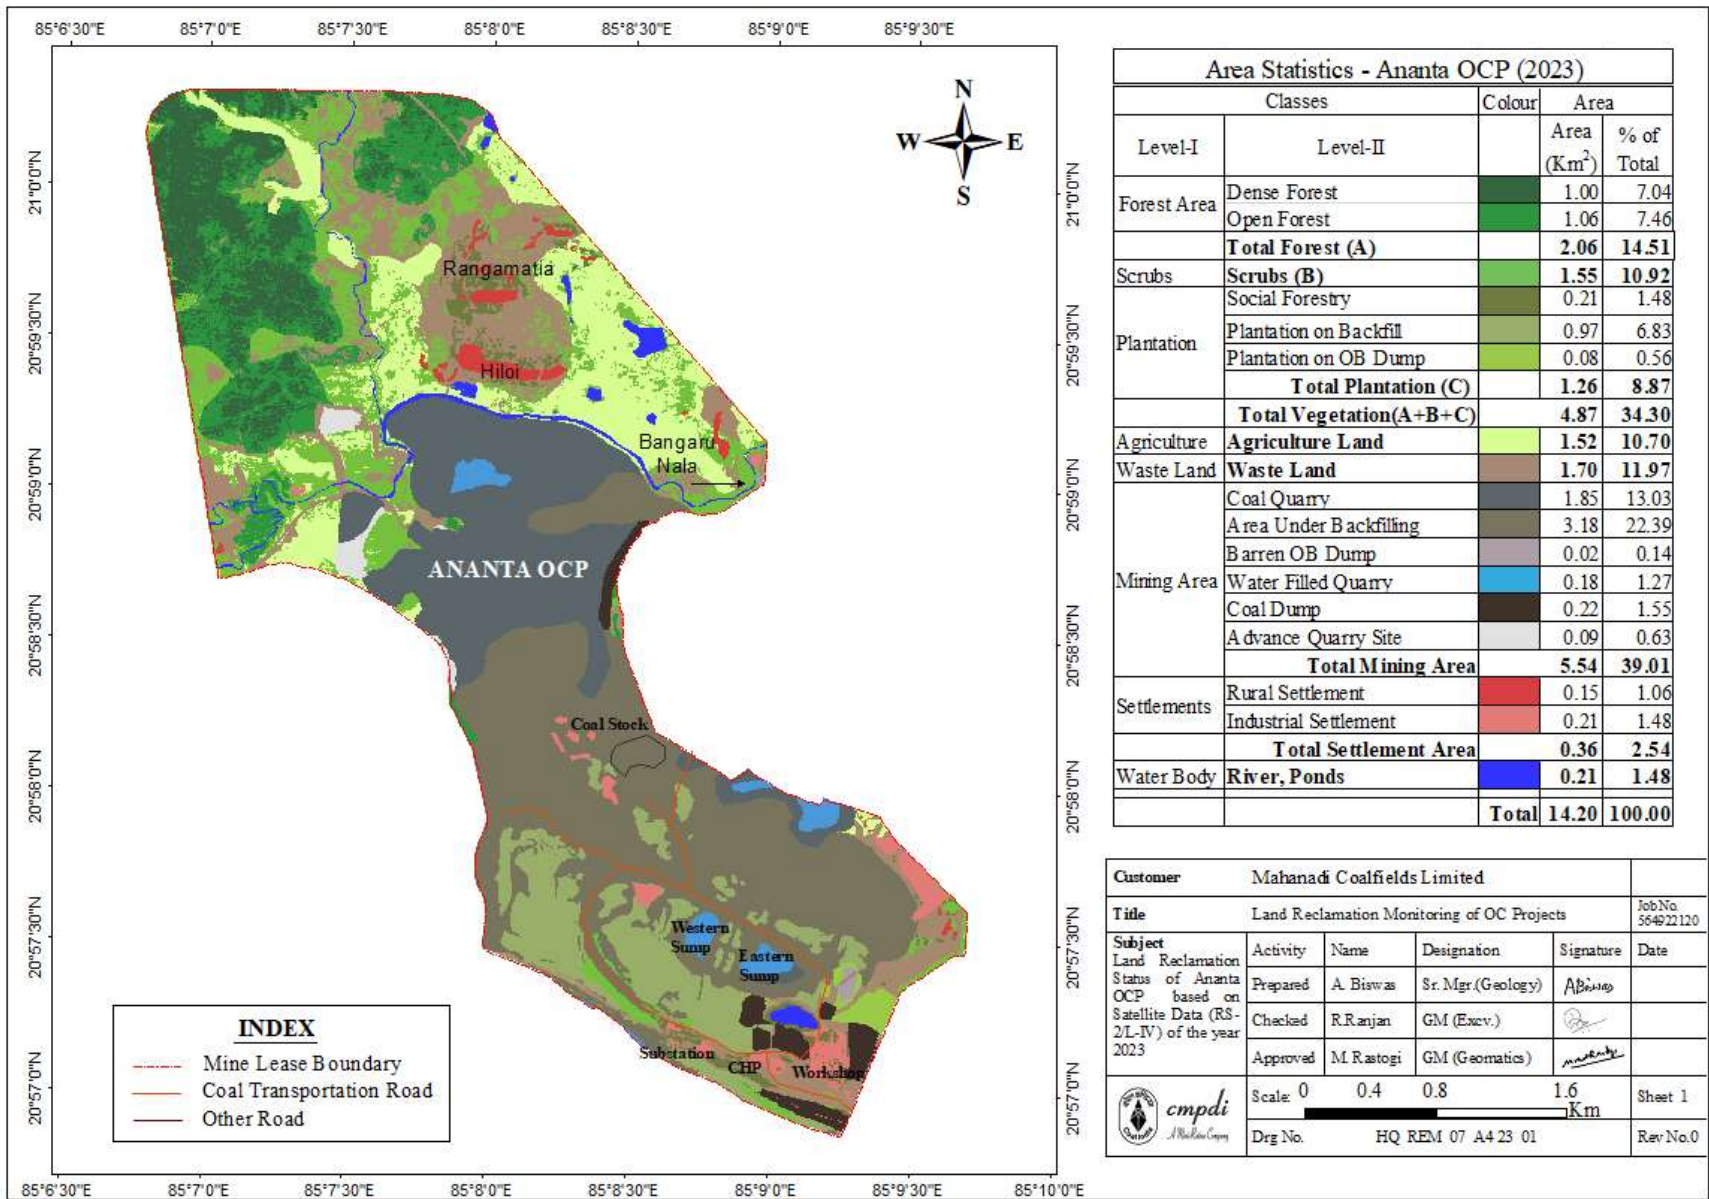 85°6'30"E 85°7'0"E 85°7'30"E 85°8'0"E 85°8'30"E 85°9'0"E 85°9'30"E
21°0'0"N
20°59'30"N
20°59'0"N
20°58'30"N
20°58'0"N
20°57'30"N
20°57'0"N
N
W E
S
Rangamatia
Hiloi
Bangaru
Nala
ANANTA OCP
Coal Stock
Western
Sump
Eastern
Sump
Substation
CHP
Workshop
21°0'0"N
20°59'30"N
20°59'0"N
20°58'30"N
20°58'0"N
20°57'30"N
20°57'0"N
INDEX
Mine Lease Boundary
Coal Transportation Road
Other Road
85°6'30"E 85°7'0"E 85°7'30"E 85°8'0"E 85°8'30"E 85°9'0"E 85°9'30"E 85°10'0"E
Area Statistics - Ananta OCP (2023)
Classes Colour Area
Level-I Level-II Area (Km2) % of Total
Forest Area Dense Forest 1.00 7.04
Open Forest 1.06 7.46
Total Forest (A) 2.06 14.51
Scrubs Scrubs (B) 1.55 10.92
Plantation Social Forestry 0.21 1.48
Plantation on Backfill 0.97 6.83
Plantation on OB Dump 0.08 0.56
Total Plantation (C) 1.26 8.87
Total Vegetation(A+B+C) 4.87 34.30
Agriculture Agriculture Land 1.52 10.70
Waste Land Waste Land 1.70 11.97
Mining Area Coal Quarry 1.85 13.03
Area Under Backfilling 3.18 22.39
Barren OB Dump 0.02 0.14
Water Filled Quarry 0.18 1.27
Coal Dump 0.22 1.55
Advance Quarry Site 0.09 0.63
Total Mining Area 5.54 39.01
Settlements Rural Settlement 0.15 1.06
Industrial Settlement 0.21 1.48
Total Settlement Area 0.36 2.54
Water Body River, Ponds 0.21 1.48
Total 14.20 100.00
Customer Mahanadi Coalfields Limited
Title Land Reclamation Monitoring of OC Projects Job No. 564922120
Subject
Land Reclamation
Status of Ananta
OCP based on
Satellite Data (RS-
2/L-IV) of the year
2023
Activity Name Designation Signature Date
Prepared A. Biswas Sr. Mgr.(Geology) ABiswas
Checked R.Ranjan GM (Excv.)
Approved M. Rastogi GM (Geomatics)
cmpdi
Scale: 0 0.4 0.8 1.6 Km Sheet 1
Drg No. HQ REM 07 A4 23 01 Rev No.0